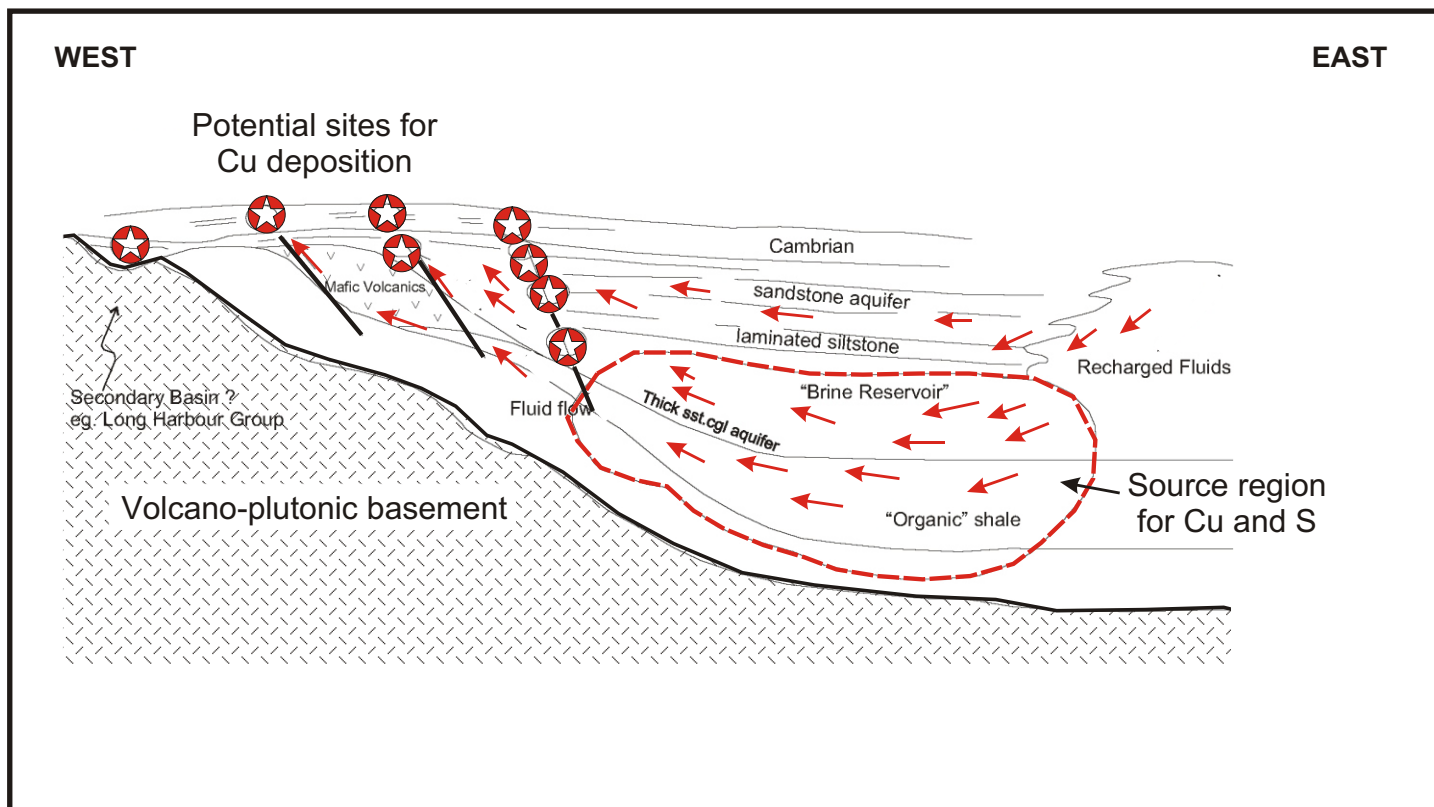 WEST
EAST
Potential sites for
Cu deposition
Cambrian
Mafic Volcanics
sandstone aquifer
laminated siltstone
Recharged Fluids
Secondary Basin ?
eg. Long Harbour Group
Fluid flow
"Brine Reservoir"
Thick sst.cgl aquifer
Volcano-plutonic basement
"Organic" shale
Source region
for Cu and S